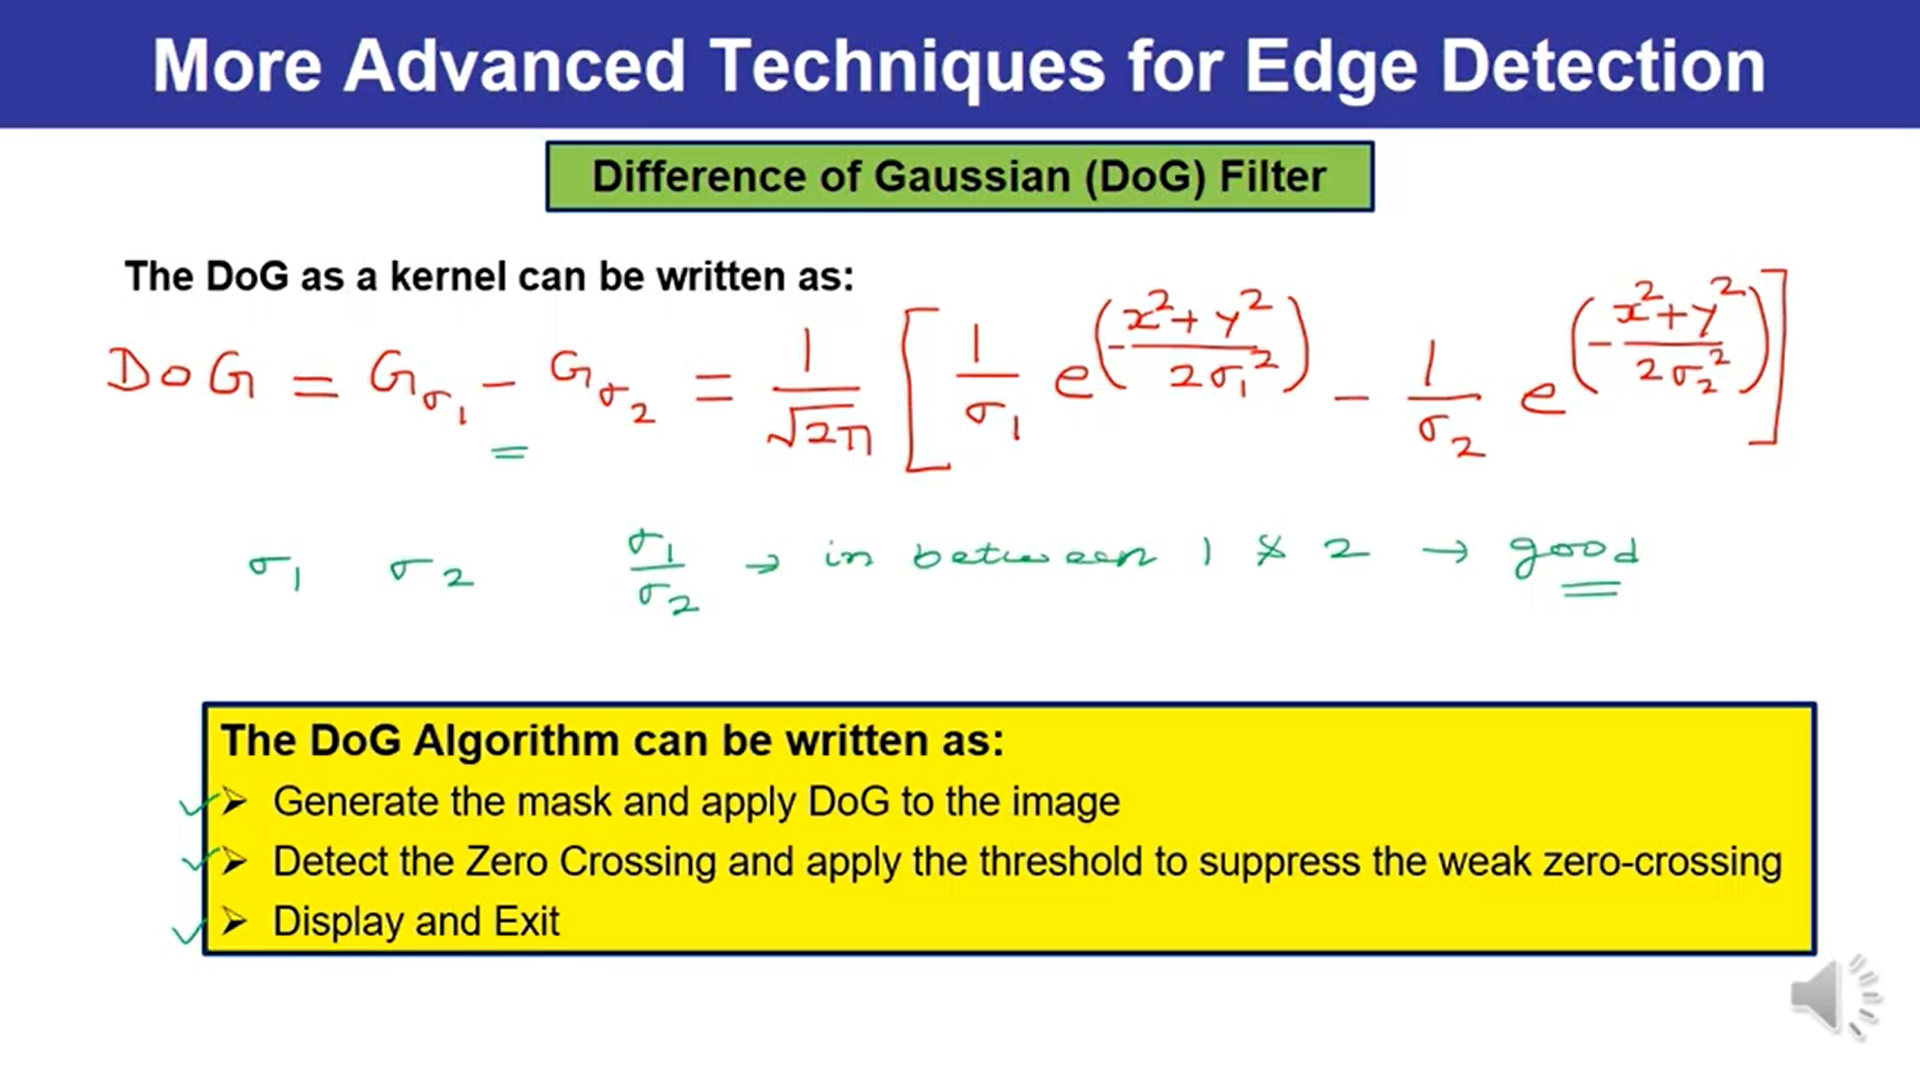 More Advanced Techniques for Edge Detection
Difference of Gaussian (DoG) Filter
The DoG as a kernel can be written as:
DoG = G_σ₁ - G_σ₂ = 1/√2π [ 1/σ₁ e^(-(x²+y²)/2σ₁²) - 1/σ₂ e^(-(x²+y²)/2σ₂²) ]
σ₁ σ₂ σ₁/σ₂ → in between 1 & 2 → good
The DoG Algorithm can be written as:
➢ Generate the mask and apply DoG to the image
➢ Detect the Zero Crossing and apply the threshold to suppress the weak zero-crossing
➢ Display and Exit